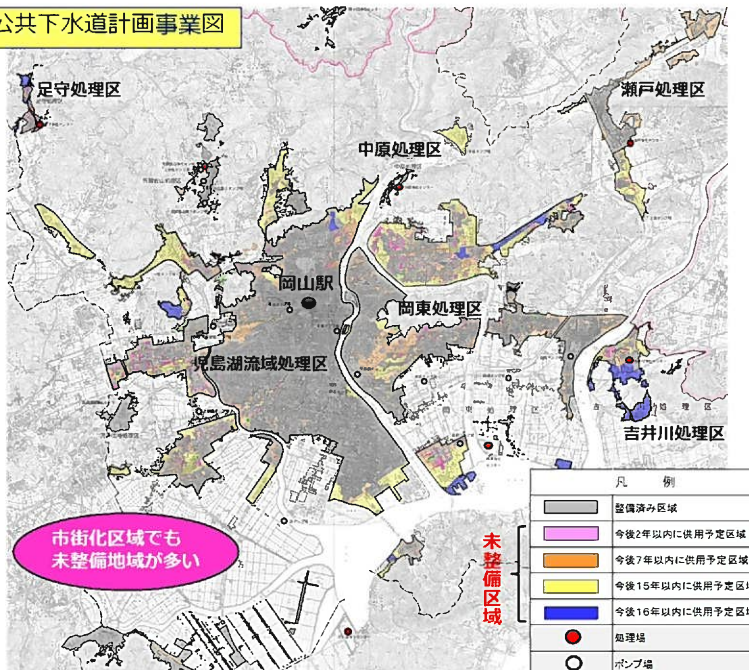 公共下水道計画事業図
足守処理区
瀬戸処理区
中原処理区
岡山駅
岡東処理区
児島湖流域処理区
吉井川処理区
市街化区域でも
未整備地域が多い
未整備区域
凡 例
整備済み区域
今後2年以内に供用予定区域
今後7年以内に供用予定区域
今後15年以内に供用予定区域
今後16年以内に供用予定区域
処理場
ポンプ場